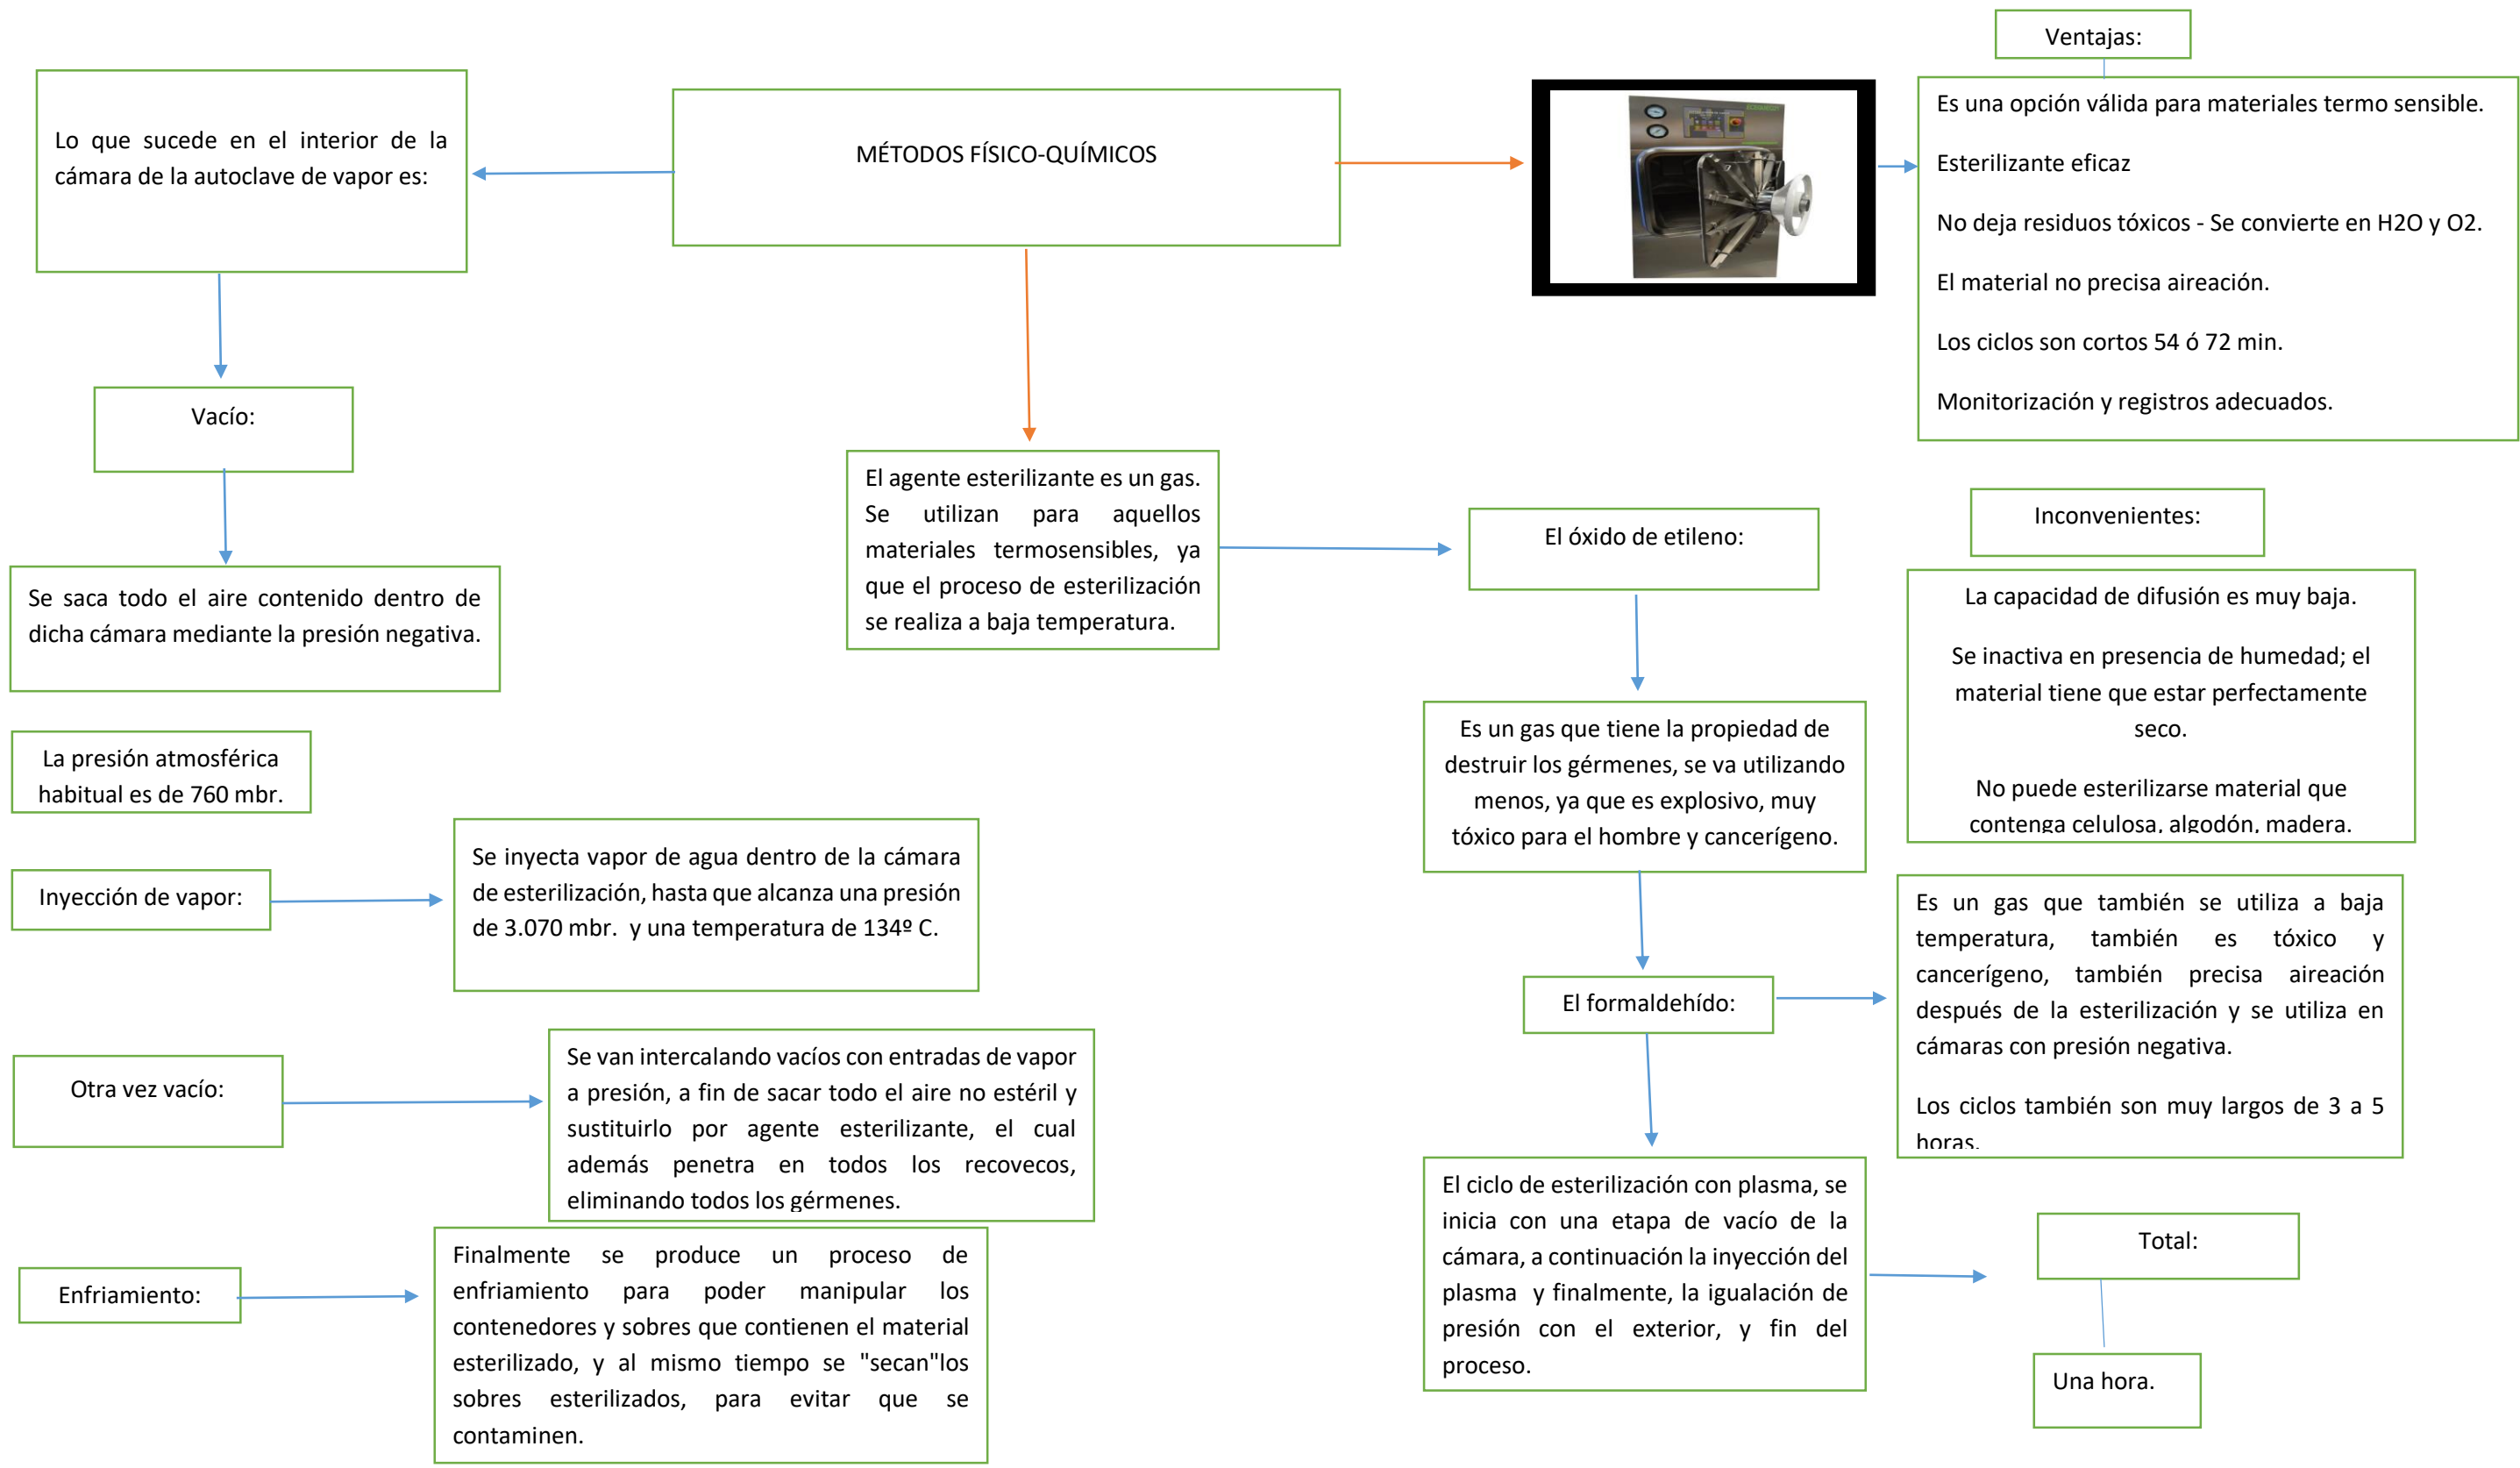 Ventajas:
Lo que sucede en el interior de la
cámara de la autoclave de vapor es:
MÉTODOS FÍSICO-QUÍMICOS
Es una opción válida para materiales termo sensible.
Esterilizante eficaz
No deja residuos tóxicos - Se convierte en H2O y O2.
El material no precisa aireación.
Los ciclos son cortos 54 ó 72 min.
Monitorización y registros adecuados.
Vacío:
Se saca todo el aire contenido dentro de
dicha cámara mediante la presión negativa.
El agente esterilizante es un gas.
Se utilizan para aquellos
materiales termosensibles, ya
que el proceso de esterilización
se realiza a baja temperatura.
El óxido de etileno:
Inconvenientes:
La capacidad de difusión es muy baja.
Se inactiva en presencia de humedad; el
material tiene que estar perfectamente
seco.
No puede esterilizarse material que
contenga celulosa, algodón, madera.
La presión atmosférica
habitual es de 760 mbr.
Es un gas que tiene la propiedad de
destruir los gérmenes, se va utilizando
menos, ya que es explosivo, muy
tóxico para el hombre y cancerígeno.
Inyección de vapor:
Se inyecta vapor de agua dentro de la cámara
de esterilización, hasta que alcanza una presión
de 3.070 mbr.  y una temperatura de 134º C.
El formaldehído:
Es un gas que también se utiliza a baja
temperatura, también es tóxico y
cancerígeno, también precisa aireación
después de la esterilización y se utiliza en
cámaras con presión negativa.
Los ciclos también son muy largos de 3 a 5
horas.
Otra vez vacío:
Se van intercalando vacíos con entradas de vapor
a presión, a fin de sacar todo el aire no estéril y
sustituirlo por agente esterilizante, el cual
además penetra en todos los recovecos,
eliminando todos los gérmenes.
El ciclo de esterilización con plasma, se
inicia con una etapa de vacío de la
cámara, a continuación la inyección del
plasma  y finalmente, la igualación de
presión con el exterior, y fin del
proceso.
Total:
Una hora.
Enfriamiento:
Finalmente se produce un proceso de
enfriamiento para poder manipular los
contenedores y sobres que contienen el material
esterilizado, y al mismo tiempo se "secan"los
sobres esterilizados, para evitar que se
contaminen.